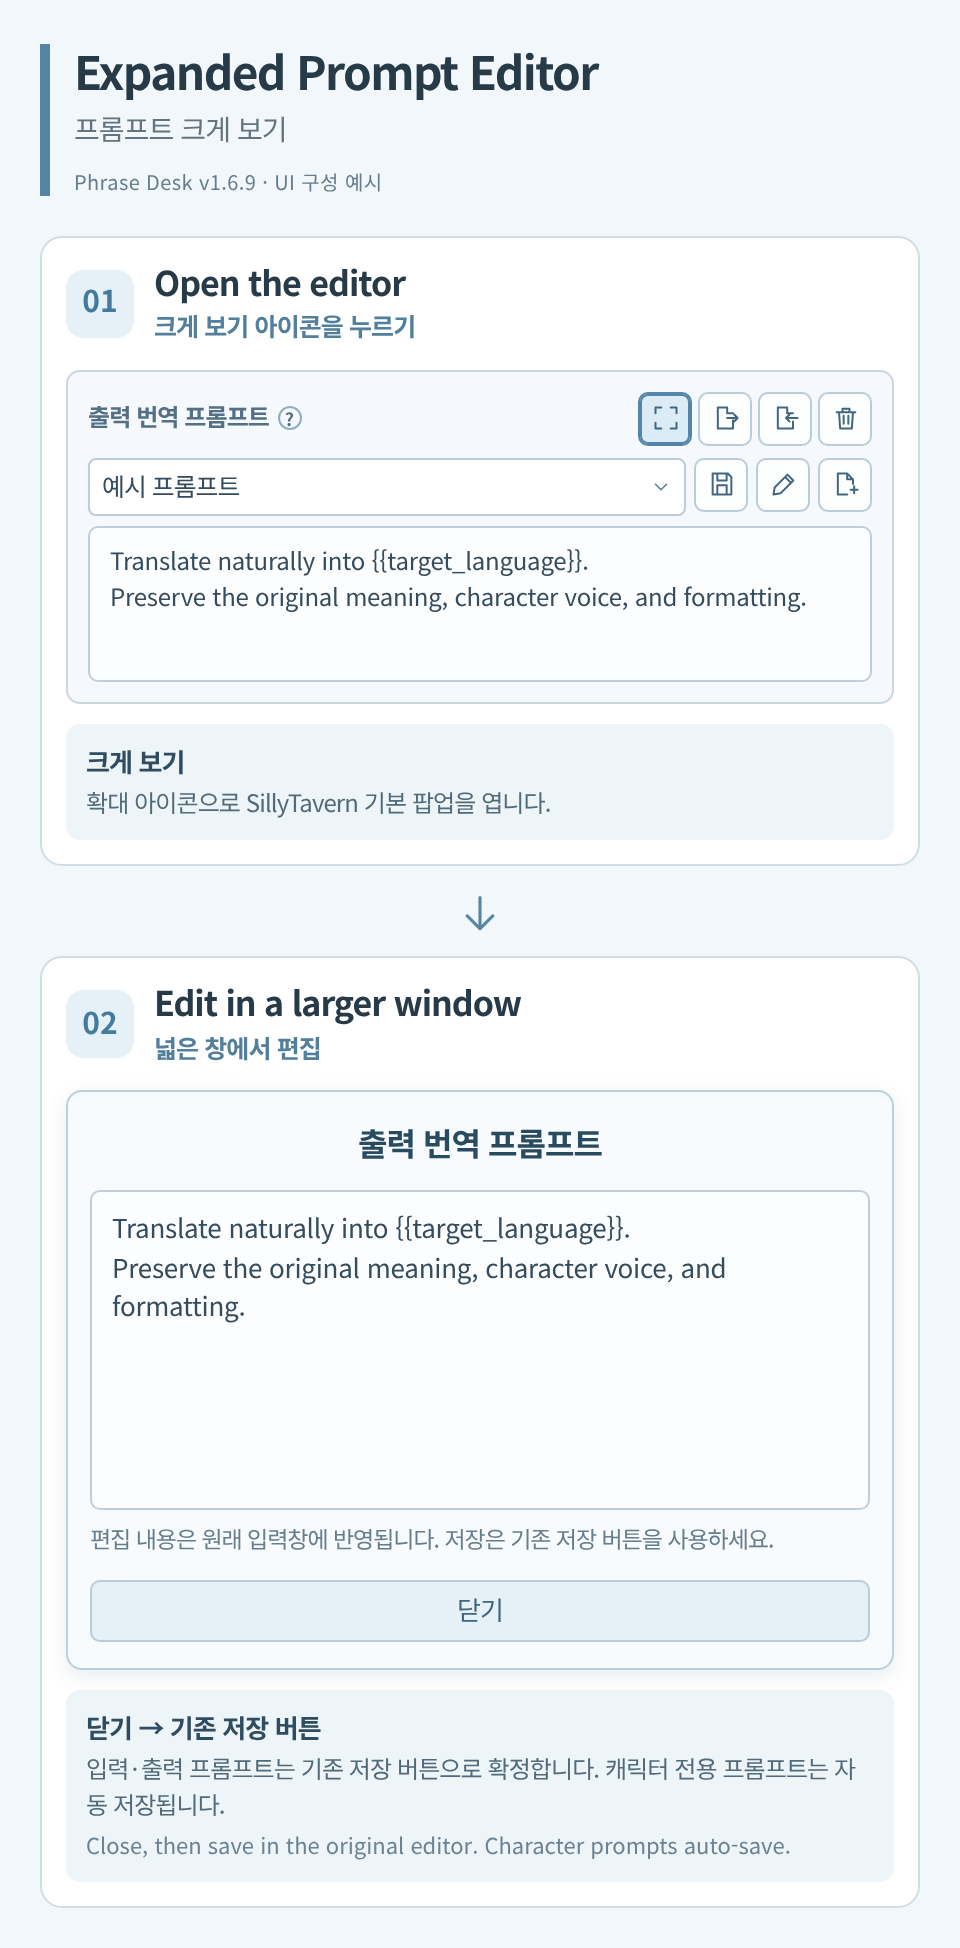 Expanded Prompt Editor
프롬프트 크게 보기
Phrase Desk v1.6.9 · UI 구성 예시
01
Open the editor
크게 보기 아이콘을 누르기
출력 번역 프롬프트 ?
예시 프롬프트
Translate naturally into {{target_language}}.
Preserve the original meaning, character voice, and formatting.
크게 보기
확대 아이콘으로 SillyTavern 기본 팝업을 엽니다.
02
Edit in a larger window
넓은 창에서 편집
출력 번역 프롬프트
Translate naturally into {{target_language}}.
Preserve the original meaning, character voice, and
formatting.
편집 내용은 원래 입력창에 반영됩니다. 저장은 기존 저장 버튼을 사용하세요.
닫기
닫기 → 기존 저장 버튼
입력·출력 프롬프트는 기존 저장 버튼으로 확정합니다. 캐릭터 전용 프롬프트는 자
동 저장됩니다.
Close, then save in the original editor. Character prompts auto-save.